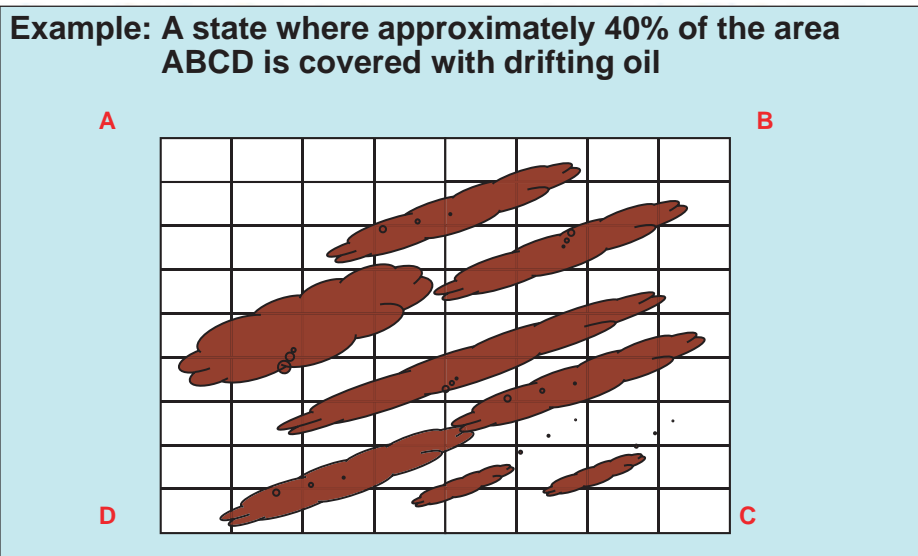 Example: A state where approximately 40% of the area
ABCD is covered with drifting oil
A
B
D
C